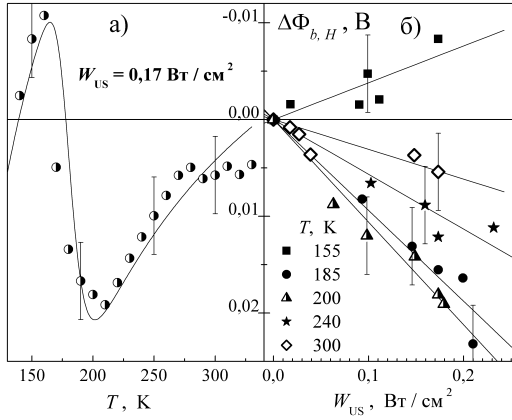 а)
W_US = 0,17 Вт / см²
ΔΦ_b, H, В
б)
-0,01
0,00
0,01
0,02
T, K
155
185
200
240
300
150 200 250 300
0,0 0,1 0,2
T, K
W_US, Вт / см²